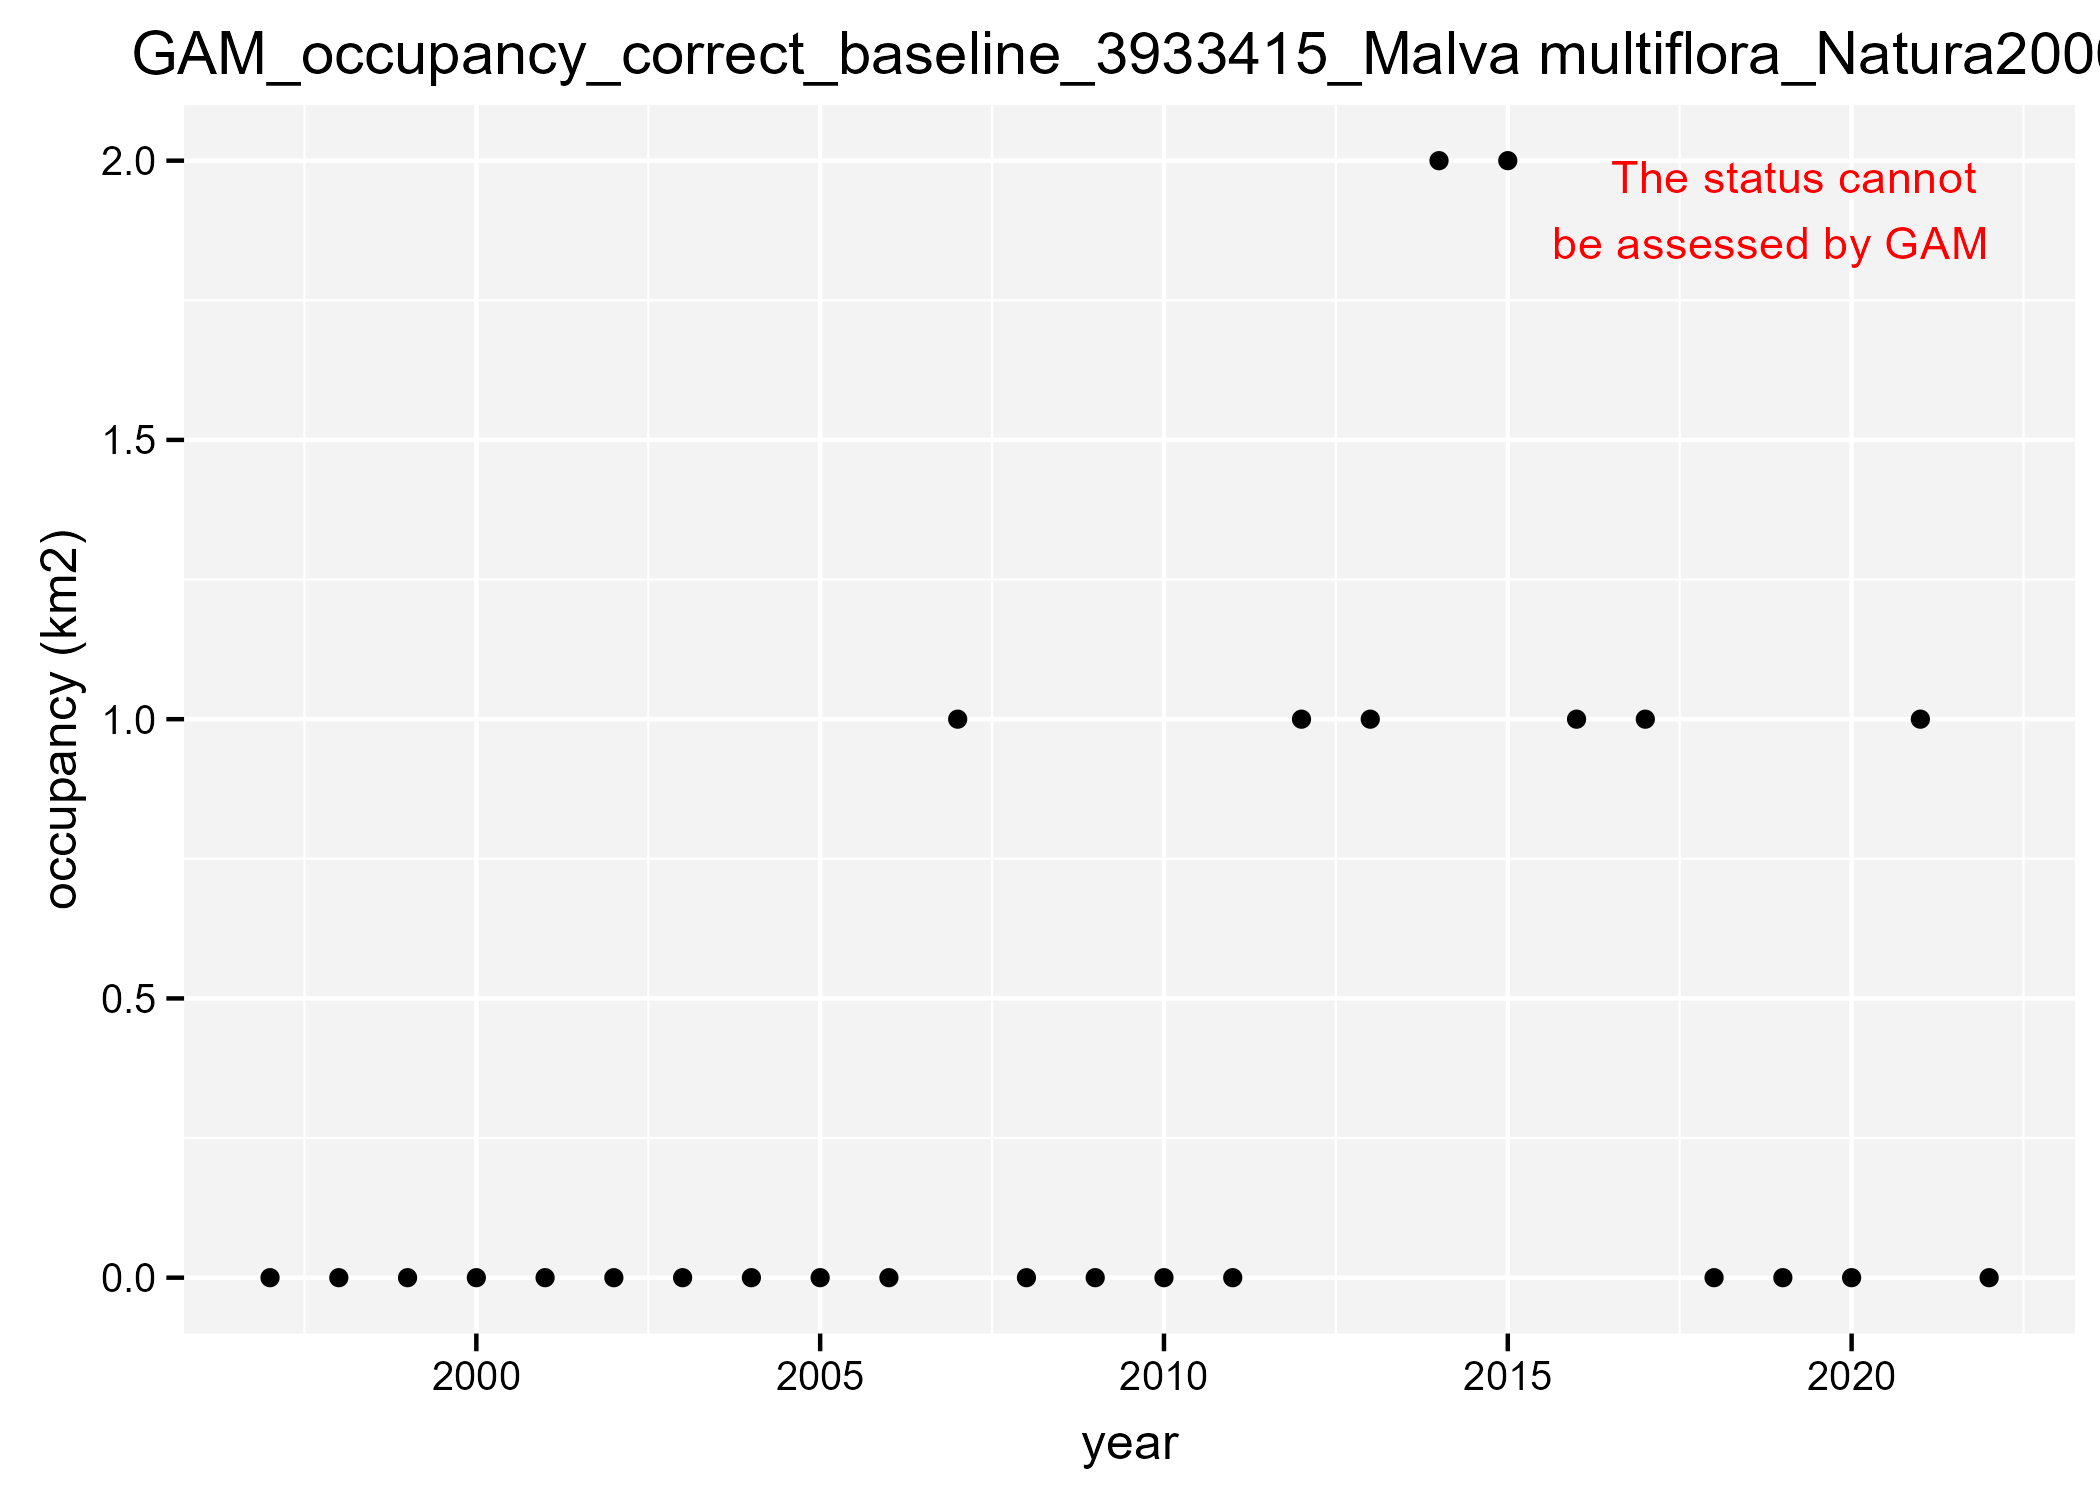 GAM_occupancy_correct_baseline_3933415_Malva multiflora_Natura200
2.0
The status cannot
be assessed by GAM
1.5
occupancy (km2)
1.0
0.5
0.0
2000 2005 2010 2015 2020
year